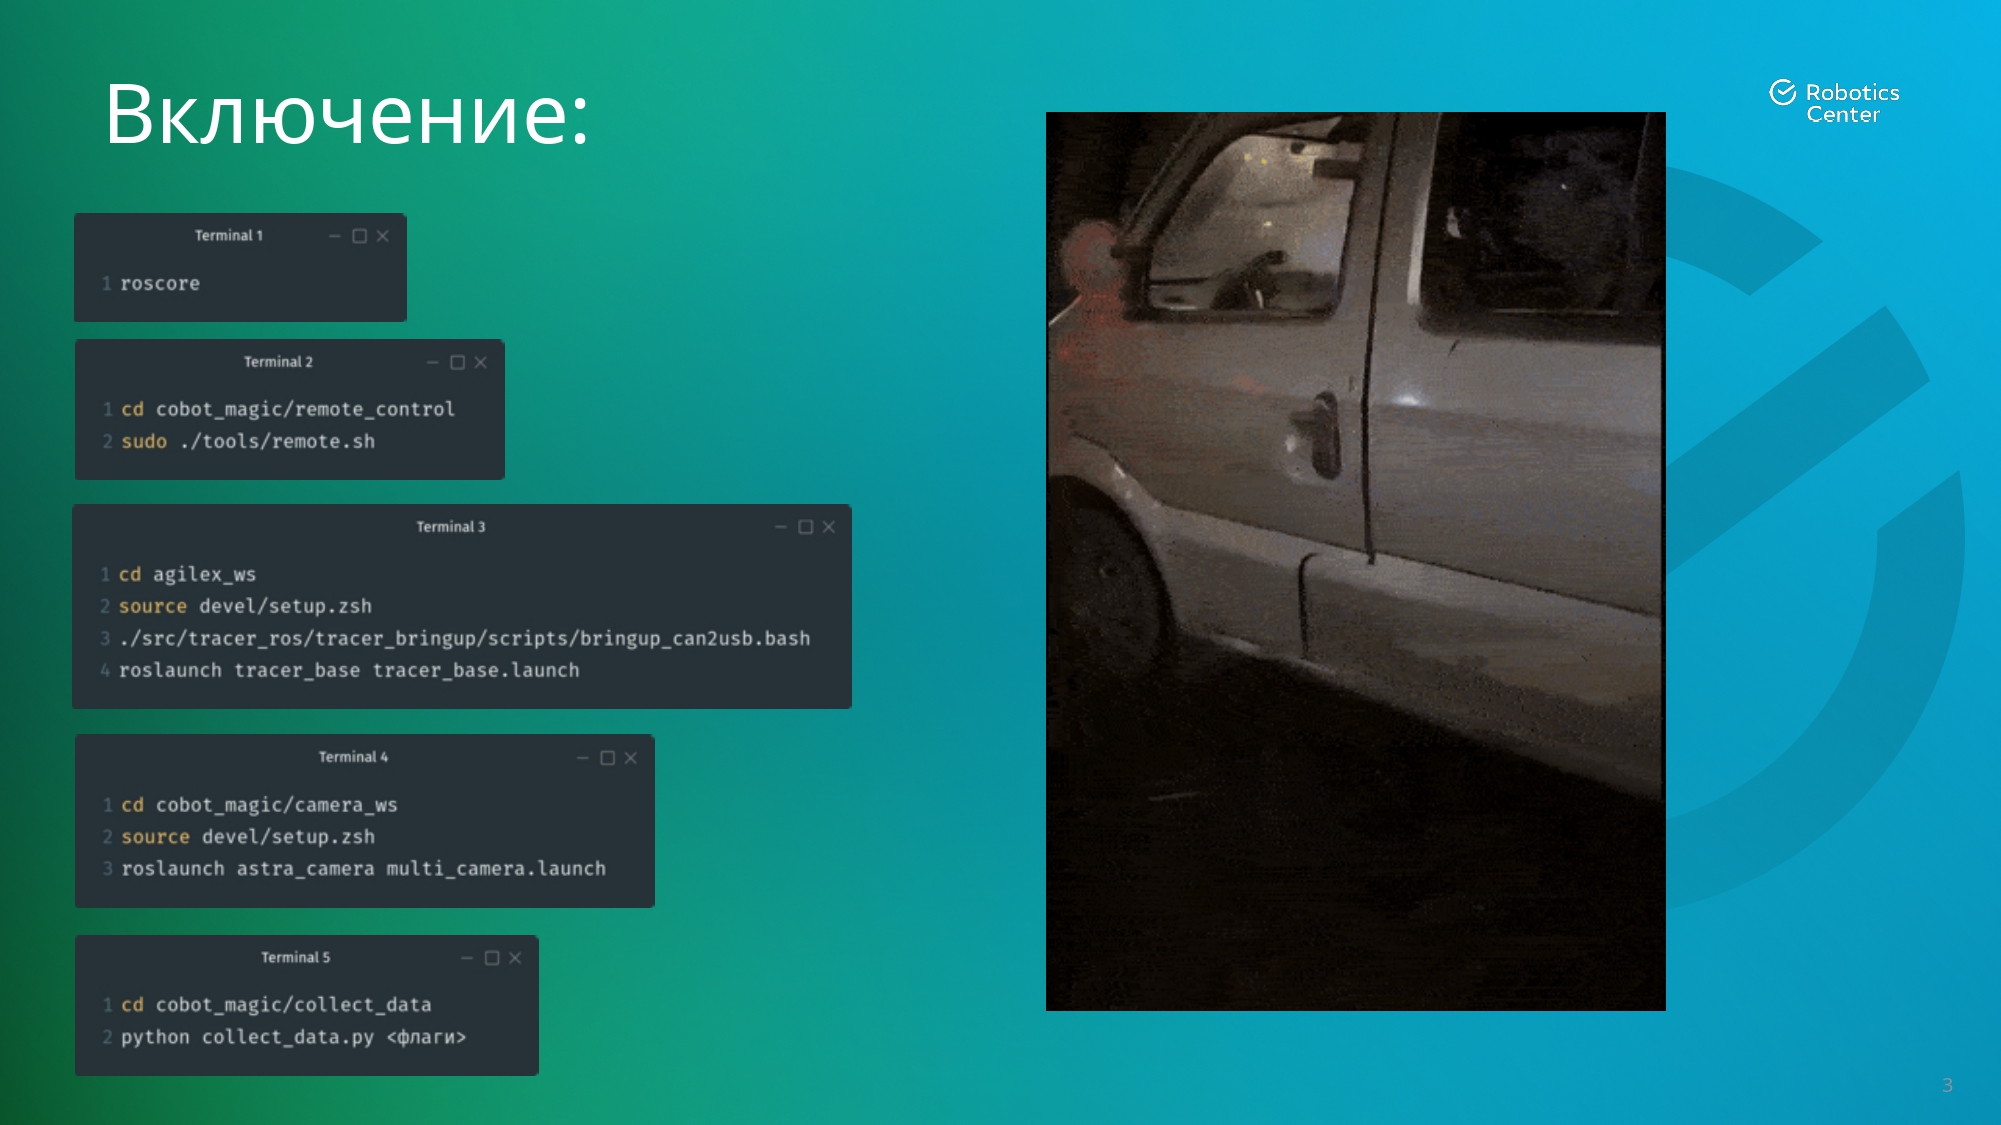 Включение:
Robotics
Center
Terminal 1
1 roscore
Terminal 2
1 cd cobot_magic/remote_control
2 sudo ./tools/remote.sh
Terminal 3
1 cd agilex_ws
2 source devel/setup.zsh
3 ./src/tracer_ros/tracer_bringup/scripts/bringup_can2usb.bash
4 roslaunch tracer_base tracer_base.launch
Terminal 4
1 cd cobot_magic/camera_ws
2 source devel/setup.zsh
3 roslaunch astra_camera multi_camera.launch
Terminal 5
1 cd cobot_magic/collect_data
2 python collect_data.py <флаги>
3